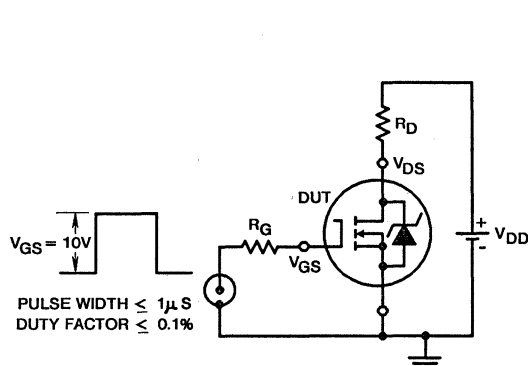 R_D
V_DS
DUT
R_G
V_GS
V_GS = 10V
+
V_DD
-
PULSE WIDTH ≤ 1µS
DUTY FACTOR ≤ 0.1%